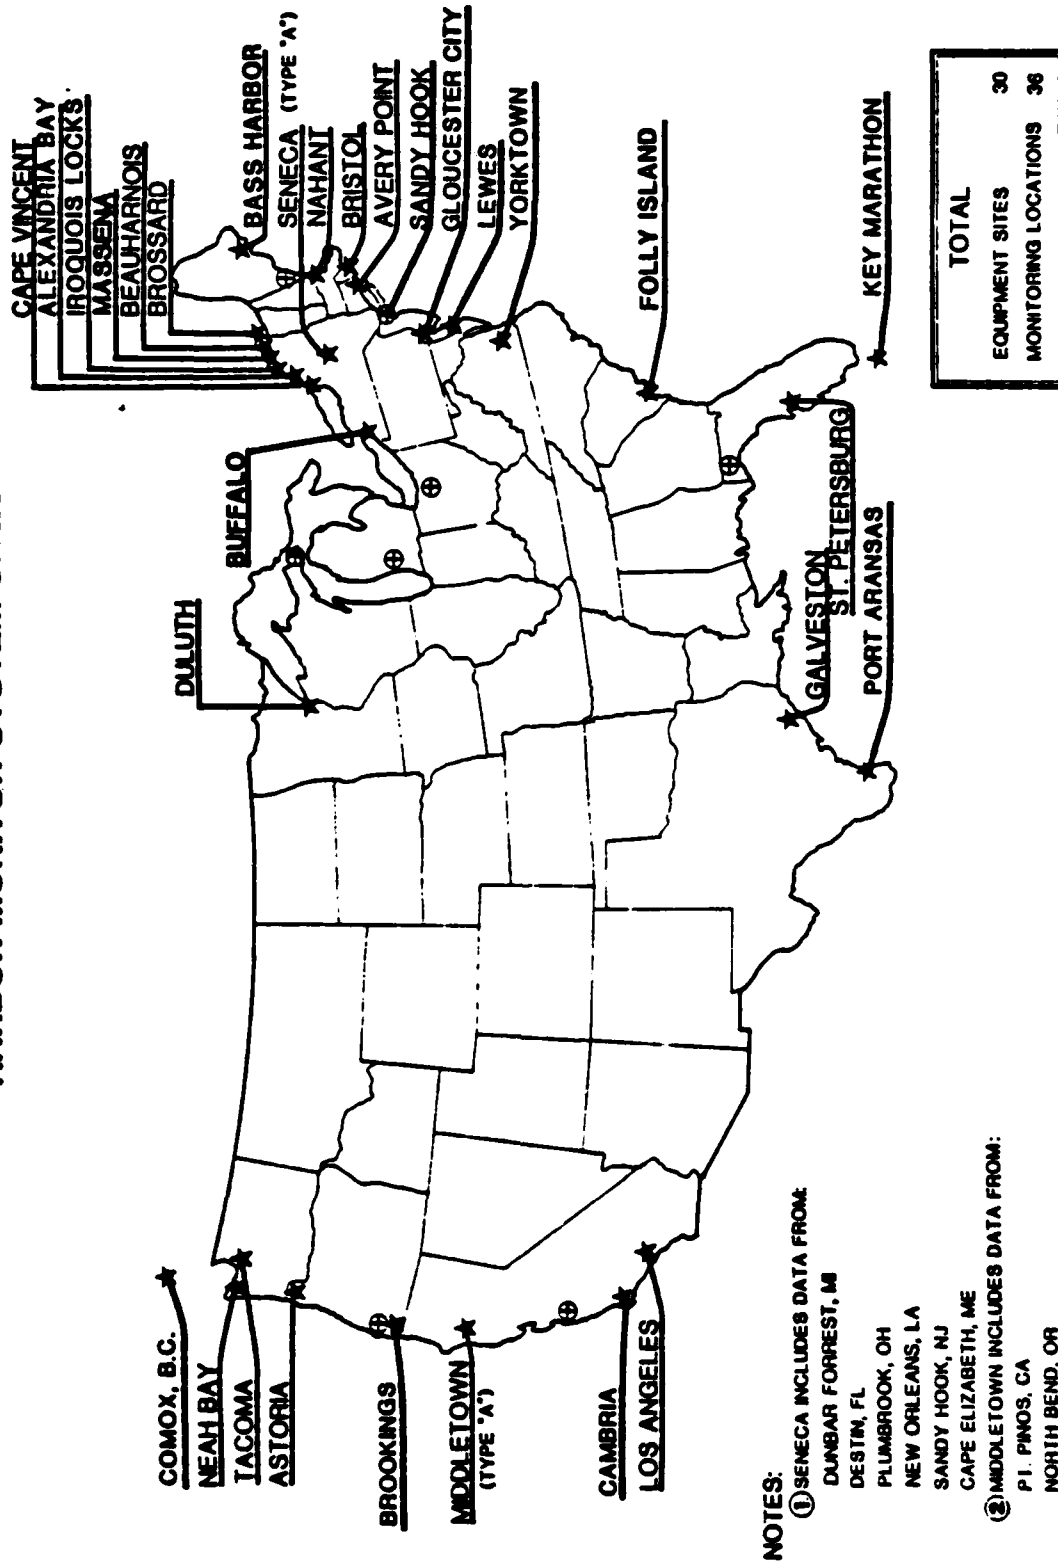 CAPE VINCENT
ALEXANDRIA BAY
IROQUOIS LOCKS
MASSENA
BEAUHARNOIS
BROSSARD
BASS HARBOR
SENECA (TYPE "A")
NAHANT
BRISTOL
AVERY POINT
SANDY HOOK
GLOUCESTER CITY
LEWES
YORKTOWN
FOLLY ISLAND
KEY MARATHON
BUFFALO
DULUTH
GALVESTON
ST. PETERSBURG
PORT ARANSAS
COMOX, B.C.
NEAH BAY
TACOMA
ASTORIA
BROOKINGS
MIDDLETOWN
(TYPE "A")
CAMBRIA
LOS ANGELES
TOTAL
EQUIPMENT SITES 30
MONITORING LOCATIONS 36
NOTES:
① SENECA INCLUDES DATA FROM:
DUNBAR FORREST, MI
DESTIN, FL
PLUMBROOK, OH
NEW ORLEANS, LA
SANDY HOOK, NJ
CAPE ELIZABETH, ME
② MIDDLETOWN INCLUDES DATA FROM:
PT. PINOS, CA
NORTH BEND, OR